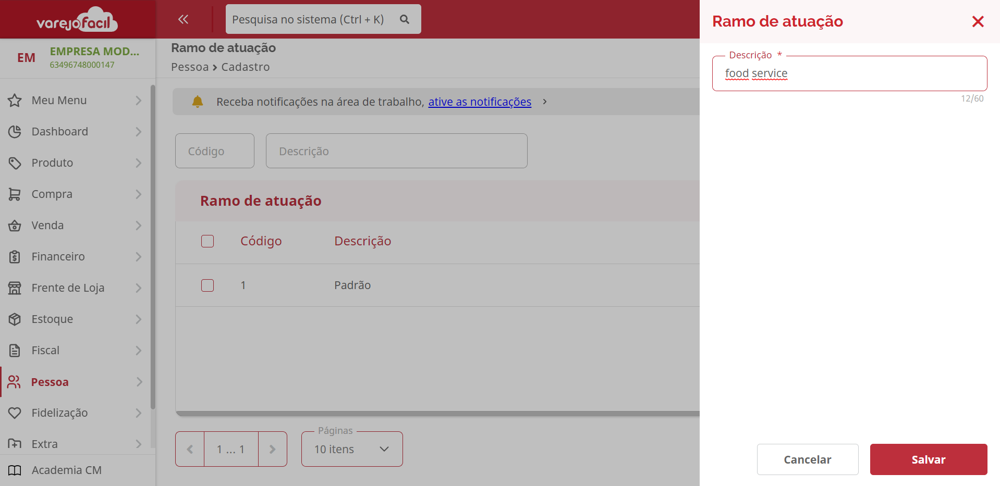 varejofacil
Pesquisa no sistema (Ctrl + K)
EM
EMPRESA MOD...
63496748000147
Meu Menu
Dashboard
Produto
Compra
Venda
Financeiro
Frente de Loja
Estoque
Fiscal
Pessoa
Fidelização
Extra
Academia CM
Ramo de atuação
Pessoa > Cadastro
Receba notificações na área de trabalho, ative as notificações >
Código
Descrição
Ramo de atuação
Código Descrição
1 Padrão
1 ... 1
Páginas
10 itens
Ramo de atuação
Descrição *
food service
12/60
Cancelar
Salvar